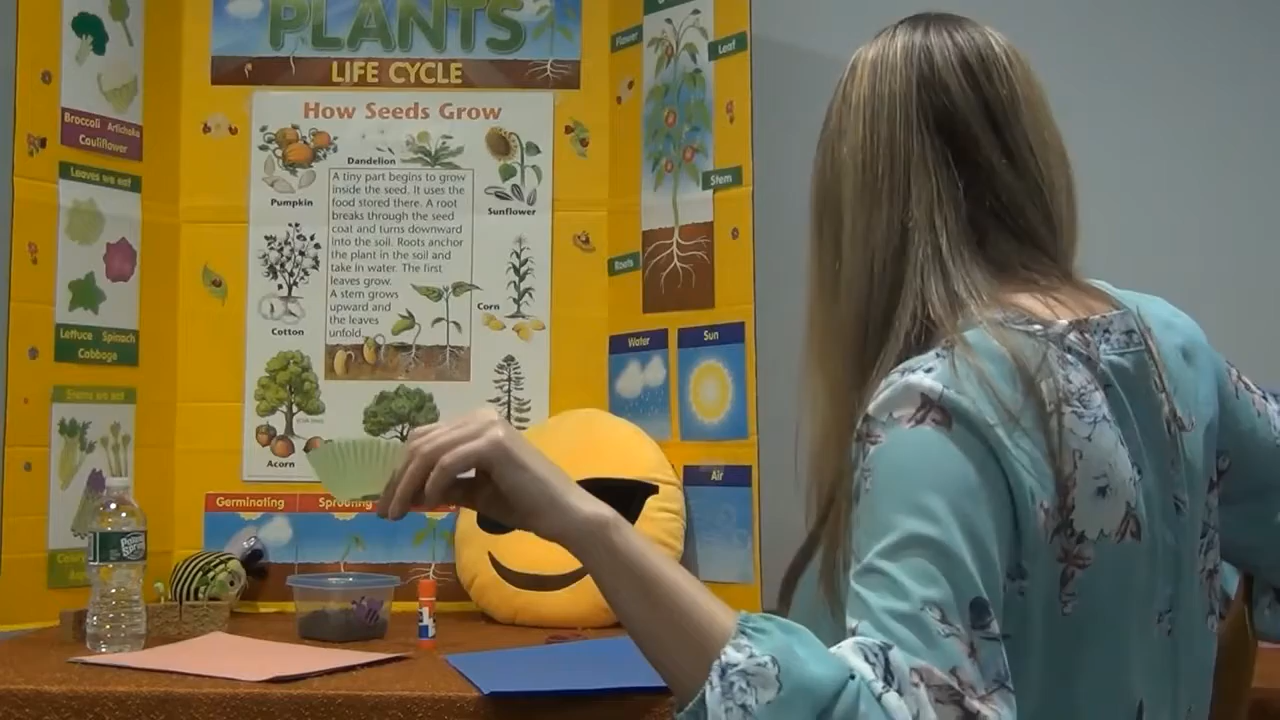 PLANTS
LIFE CYCLE
Broccoli Artichoke
Cauliflower
Leaves we eat
Lettuce Spinach
Cabbage
Stems we eat
Celery
How Seeds Grow
Pumpkin
Dandelion
Sunflower
A tiny part begins to grow
inside the seed. It uses the
food stored there. A root
breaks through the seed
coat and turns downward
into the soil. Roots anchor
the plant in the soil and
take in water. The first
leaves grow.
A stem grows
upward and
the leaves
unfold.
Cotton
Corn
Acorn
Germinating
Sprouting
Flower
Leaf
Stem
Roots
Water
Sun
Air
Poland
Spring